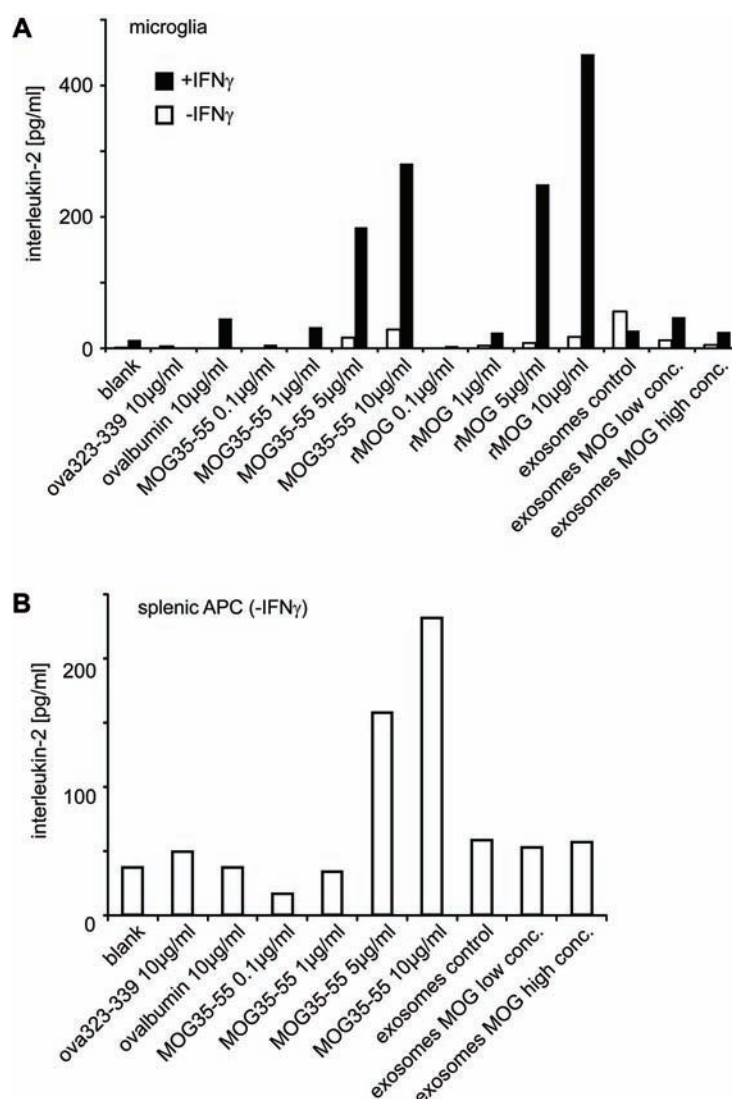 A
microglia
+IFNγ
-IFNγ
interleukin-2 [pg/ml]
400
200
0
blank
ova323-339 10μg/ml
ovalbumin 10μg/ml
MOG35-55 0.1μg/ml
MOG35-55 1μg/ml
MOG35-55 5μg/ml
MOG35-55 10μg/ml
rMOG 0.1μg/ml
rMOG 1μg/ml
rMOG 5μg/ml
rMOG 10μg/ml
exosomes control
exosomes MOG low conc.
exosomes MOG high conc.
B
splenic APC (-IFNγ)
interleukin-2 [pg/ml]
200
100
0
blank
ova323-339 10μg/ml
ovalbumin 10μg/ml
MOG35-55 0.1μg/ml
MOG35-55 1μg/ml
MOG35-55 5μg/ml
MOG35-55 10μg/ml
exosomes control
exosomes MOG low conc.
exosomes MOG high conc.